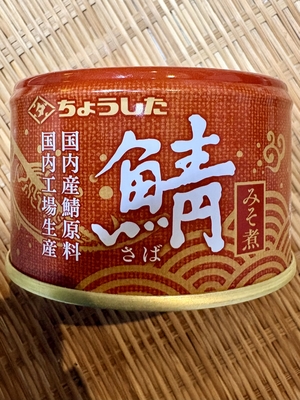 ちょうした
鯖
さば
みそ煮
国内産鯖原料
国内工場生産